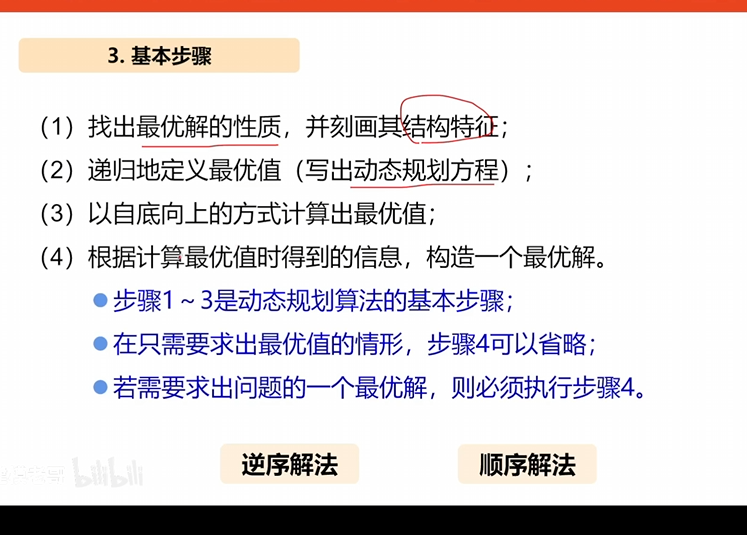 3. 基本步骤
（1）找出最优解的性质，并刻画其结构特征；
（2）递归地定义最优值（写出动态规划方程）；
（3）以自底向上的方式计算出最优值；
（4）根据计算最优值时得到的信息，构造一个最优解。
●步骤1～3是动态规划算法的基本步骤；
●在只需要求出最优值的情形，步骤4可以省略；
●若需要求出问题的一个最优解，则必须执行步骤4。
逆序解法 顺序解法
bilibili